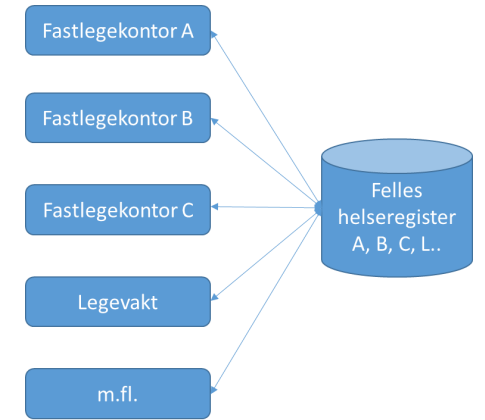 Fastlegekontor A
Fastlegekontor B
Fastlegekontor C
Legevakt
m.fl.
Felles
helseregister
A, B, C, L..